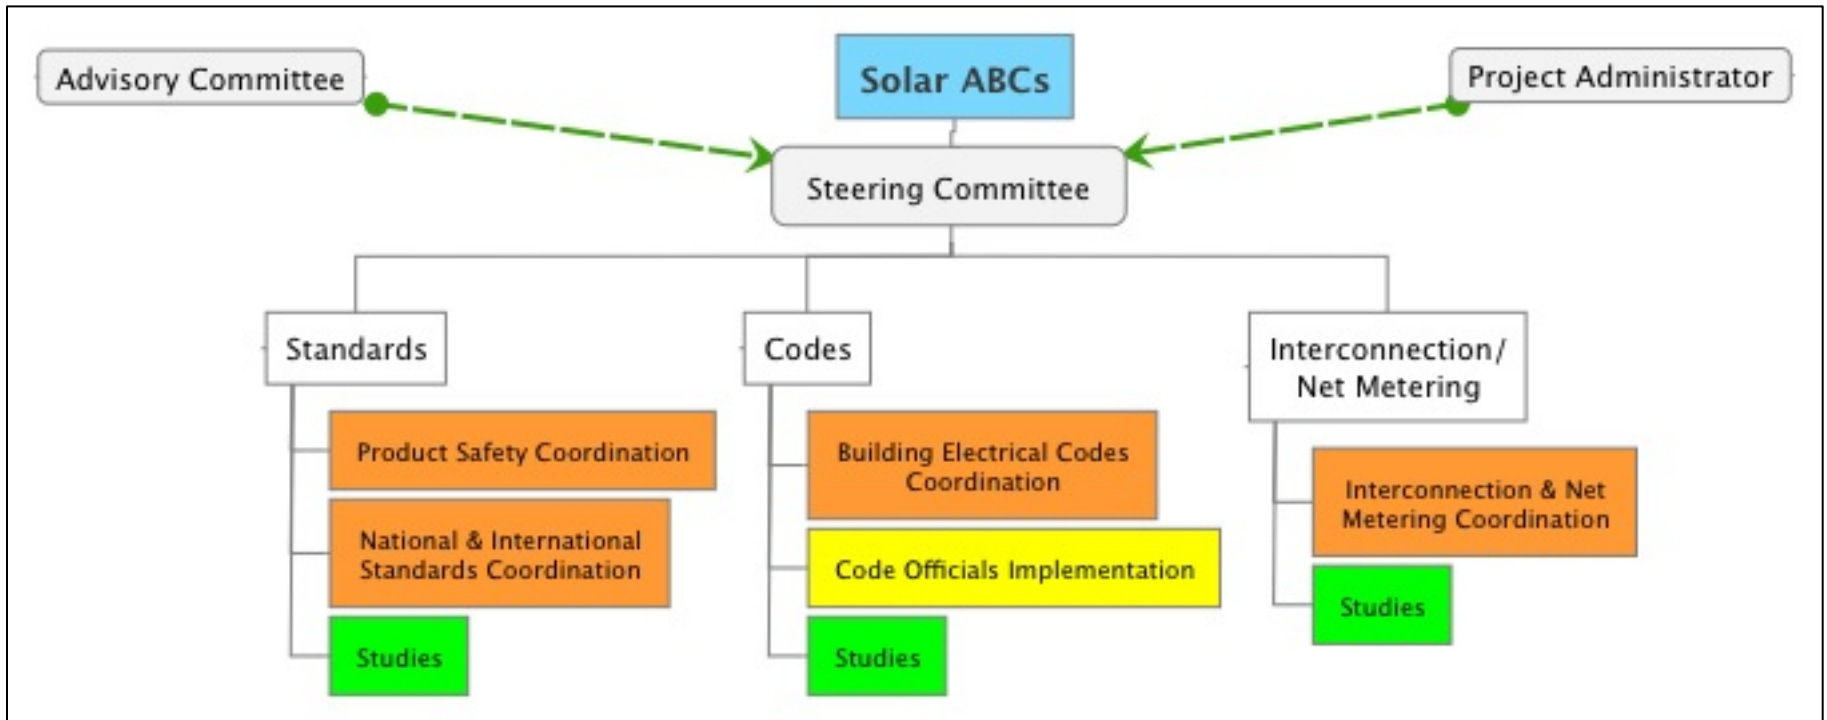 Advisory Committee
Solar ABCs
Project Administrator
Steering Committee
Standards
Product Safety Coordination
National & International
Standards Coordination
Studies
Codes
Building Electrical Codes
Coordination
Code Officials Implementation
Studies
Interconnection/
Net Metering
Interconnection & Net
Metering Coordination
Studies